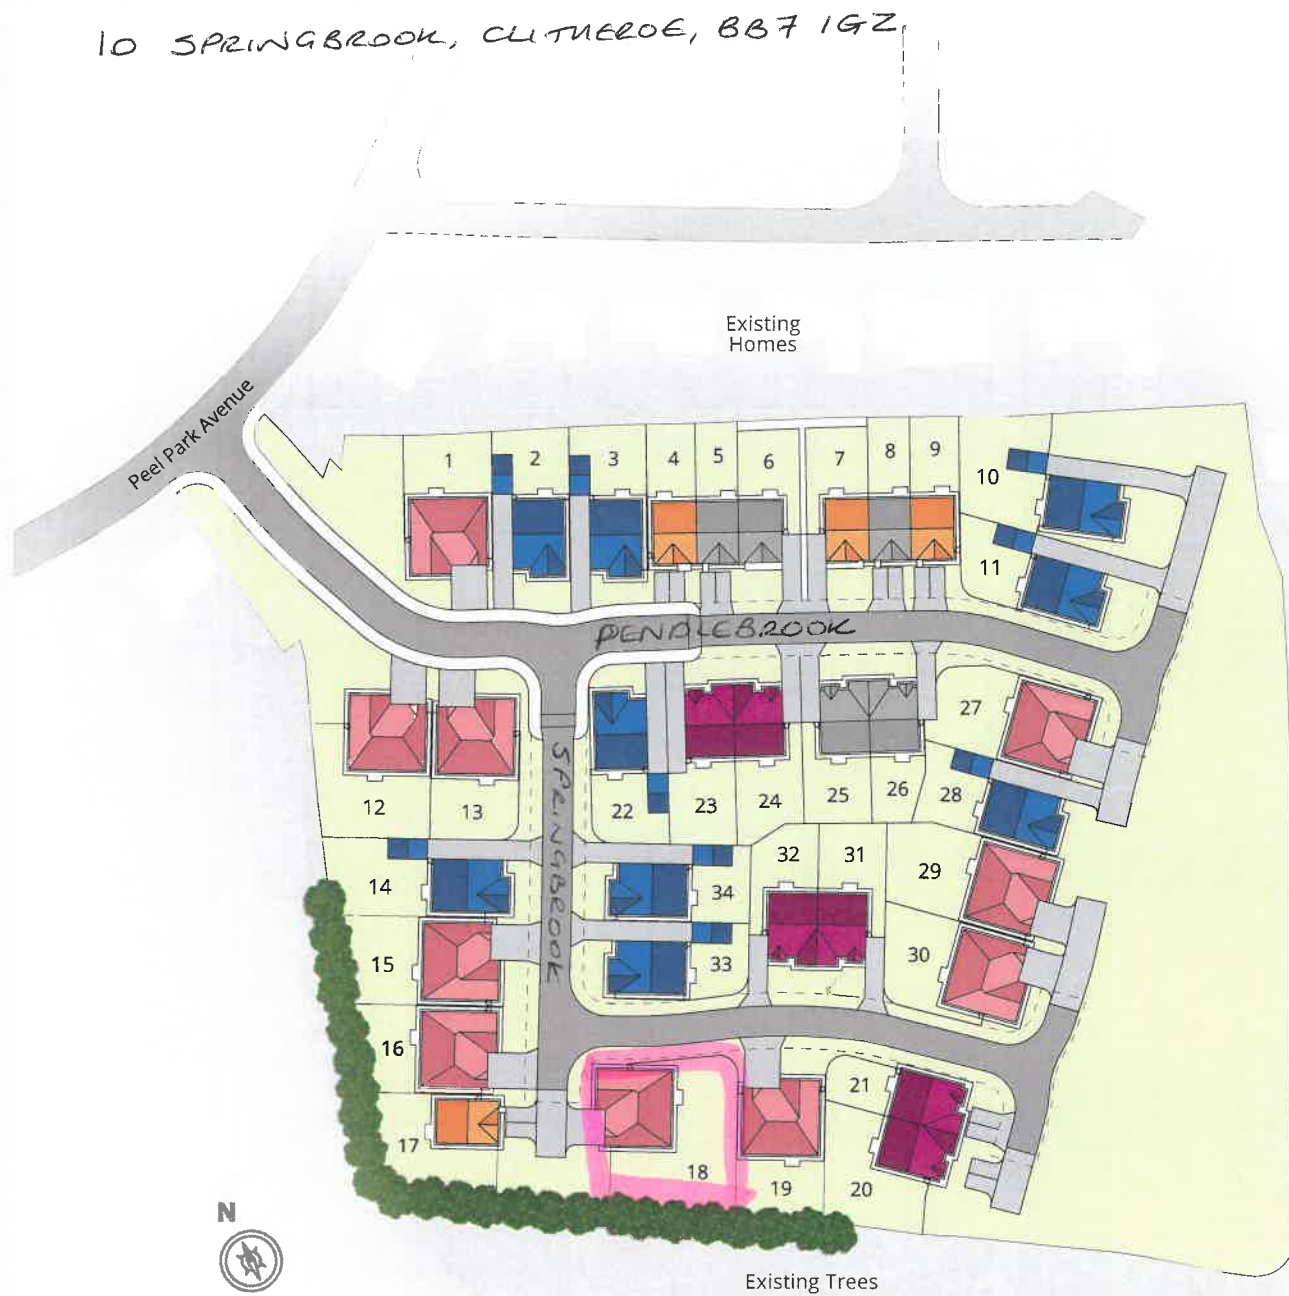 10 SPRINGBROOK, CLITHEROE, BB7 1GZ,
Existing
Homes
Peel Park Avenue
1 2 3 4 5 6 7 8 9 10
11
PENDLEBROOK
27
SPRINGBROOK
12 13 22 23 24 25 26 28
14 34 32 31 29
15 33 30
16
21
17 18 19 20
N
Existing Trees